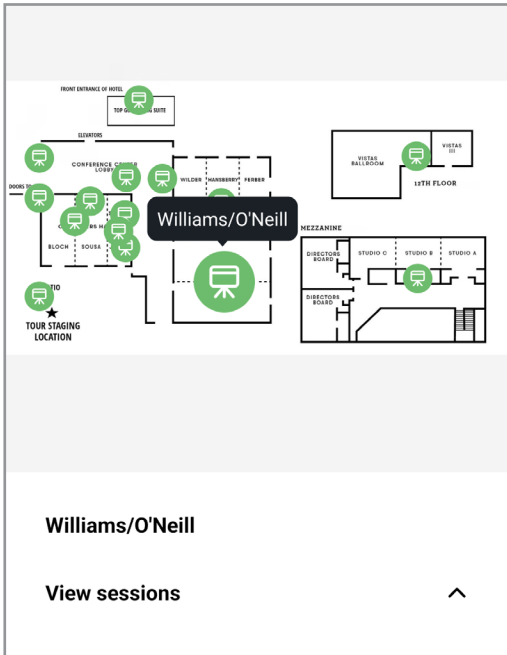 FRONT ENTRANCE OF HOTEL
SUITE
ELEVATORS
CONFERENCE CENTER
LOBBY
DOORS
WILDER
HANSBERRY
FERBER
VISTAS
BALLROOM
VISTAS
III
12TH FLOOR
Williams/O'Neill
BLOCH
SOUSA
MEZZANINE
DIRECTORS
BOARD
STUDIO C
STUDIO B
STUDIO A
DIRECTORS
BOARD
TOUR STAGING
LOCATION
Williams/O'Neill
View sessions